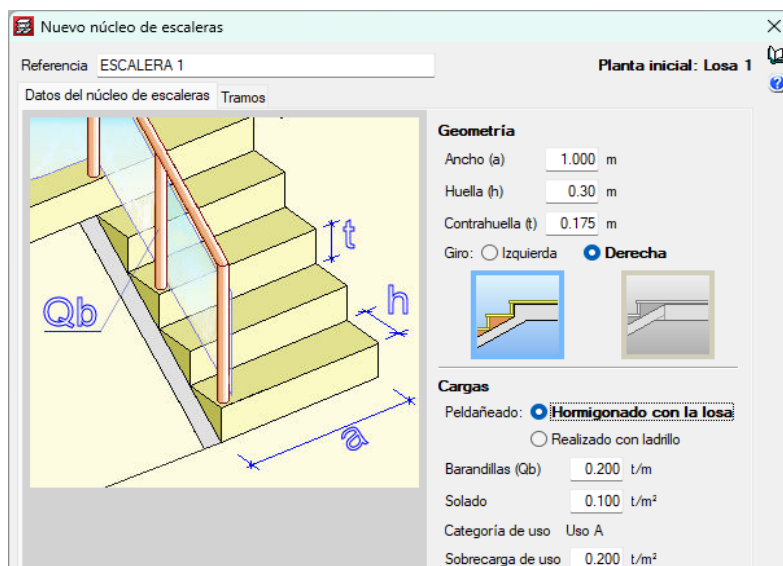 Nuevo núcleo de escaleras
Referencia ESCALERA 1 Planta inicial: Losa 1
Datos del núcleo de escaleras Tramos
Geometría
Ancho (a) 1.000 m
Huella (h) 0.30 m
Contrahuella (t) 0.175 m
Giro: Izquierda Derecha
t
h
Qb
a
Cargas
Peldañeado: Hormigonado con la losa
Realizado con ladrillo
Barandillas (Qb) 0.200 t/m
Solado 0.100 t/m²
Categoría de uso Uso A
Sobrecarga de uso 0.200 t/m²